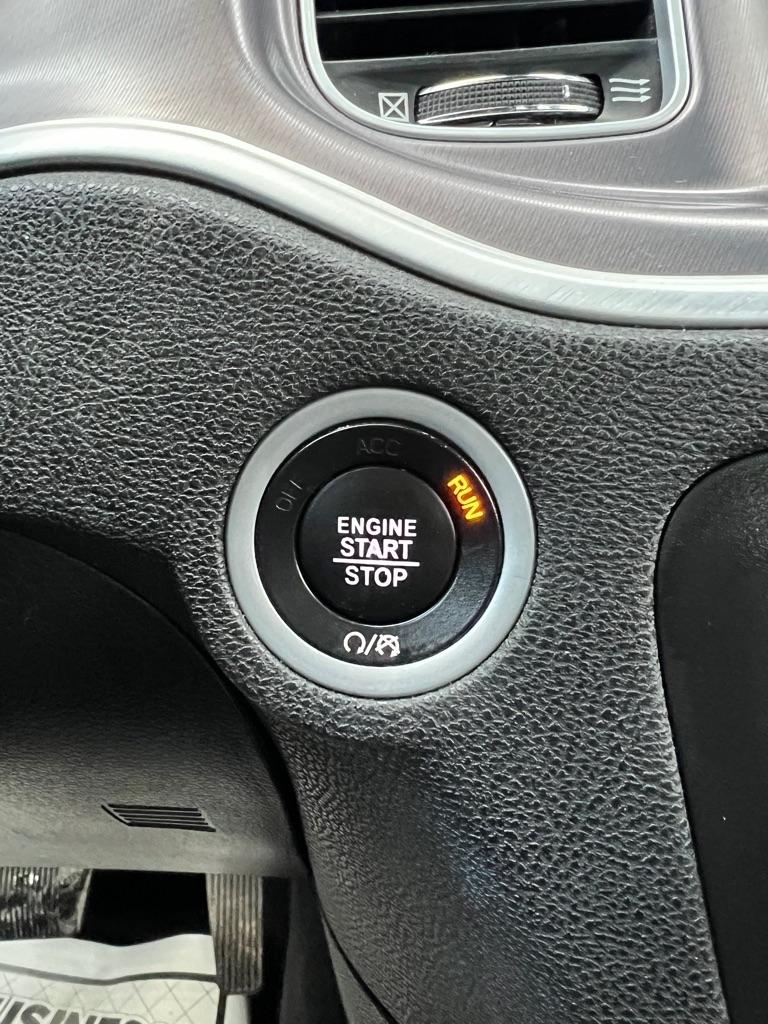 ACC
OFF
RUN
ENGINE
START
STOP